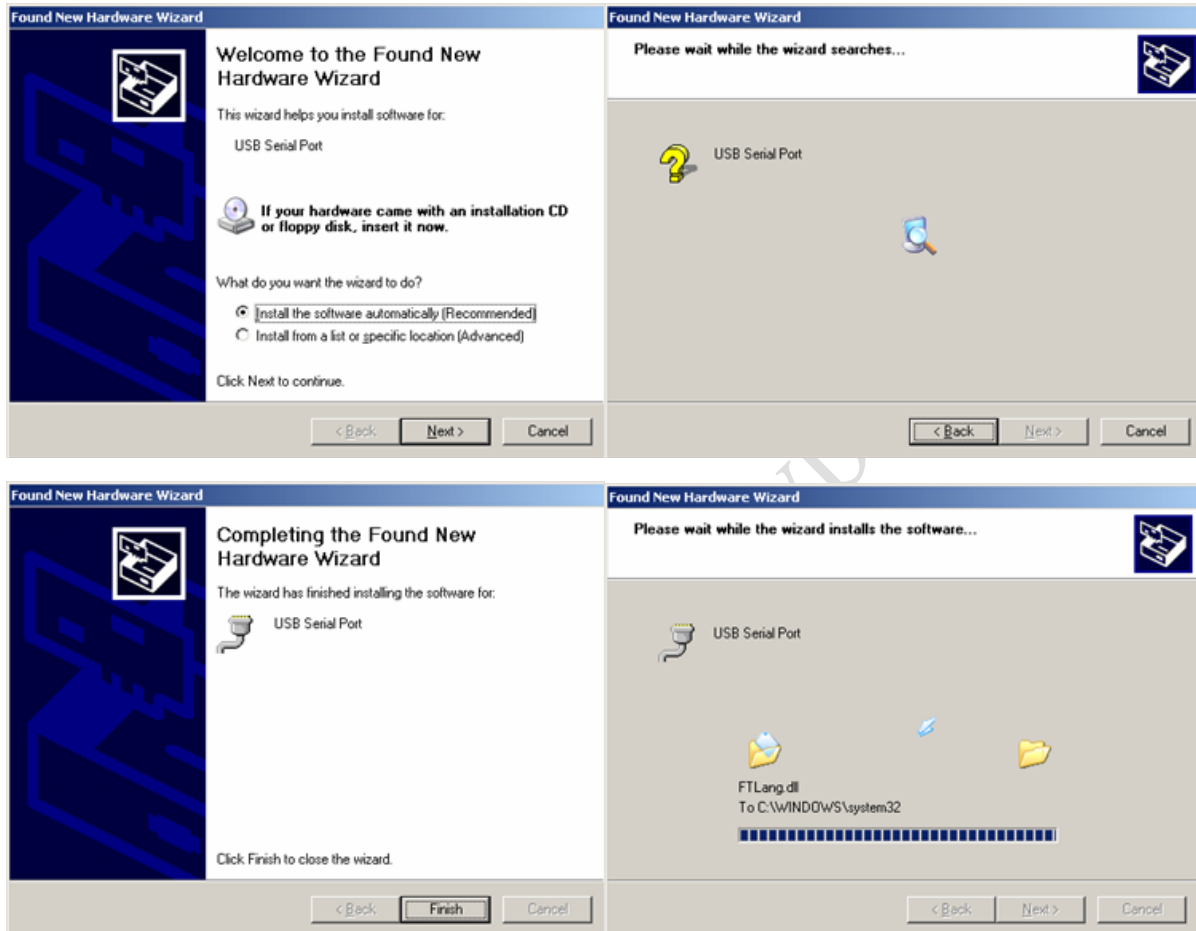 Found New Hardware Wizard
Welcome to the Found New
Hardware Wizard
This wizard helps you install software for:
USB Serial Port
If your hardware came with an installation CD
or floppy disk, insert it now.
What do you want the wizard to do?
Install the software automatically (Recommended)
Install from a list or specific location (Advanced)
Click Next to continue.
< Back
Next >
Cancel
Found New Hardware Wizard
Please wait while the wizard searches...
USB Serial Port
< Back
Next >
Cancel
Found New Hardware Wizard
Completing the Found New
Hardware Wizard
The wizard has finished installing the software for:
USB Serial Port
Click Finish to close the wizard.
< Back
Finish
Cancel
Found New Hardware Wizard
Please wait while the wizard installs the software...
USB Serial Port
FTLang.dll
To C:\WINDOWS\system32
< Back
Next >
Cancel